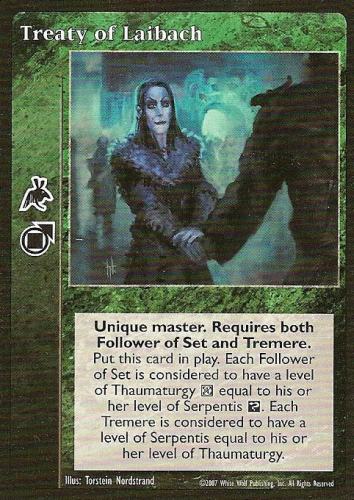 Treaty of Laibach
Unique master. Requires both
Follower of Set and Tremere.
Put this card in play. Each Follower
of Set is considered to have a level
of Thaumaturgy equal to his or
her level of Serpentis. Each
Tremere is considered to have a
level of Serpentis equal to his or
her level of Thaumaturgy.
Illus: Torstein Nordstrand
©2007 White Wolf Publishing, Inc. All Rights Reserved